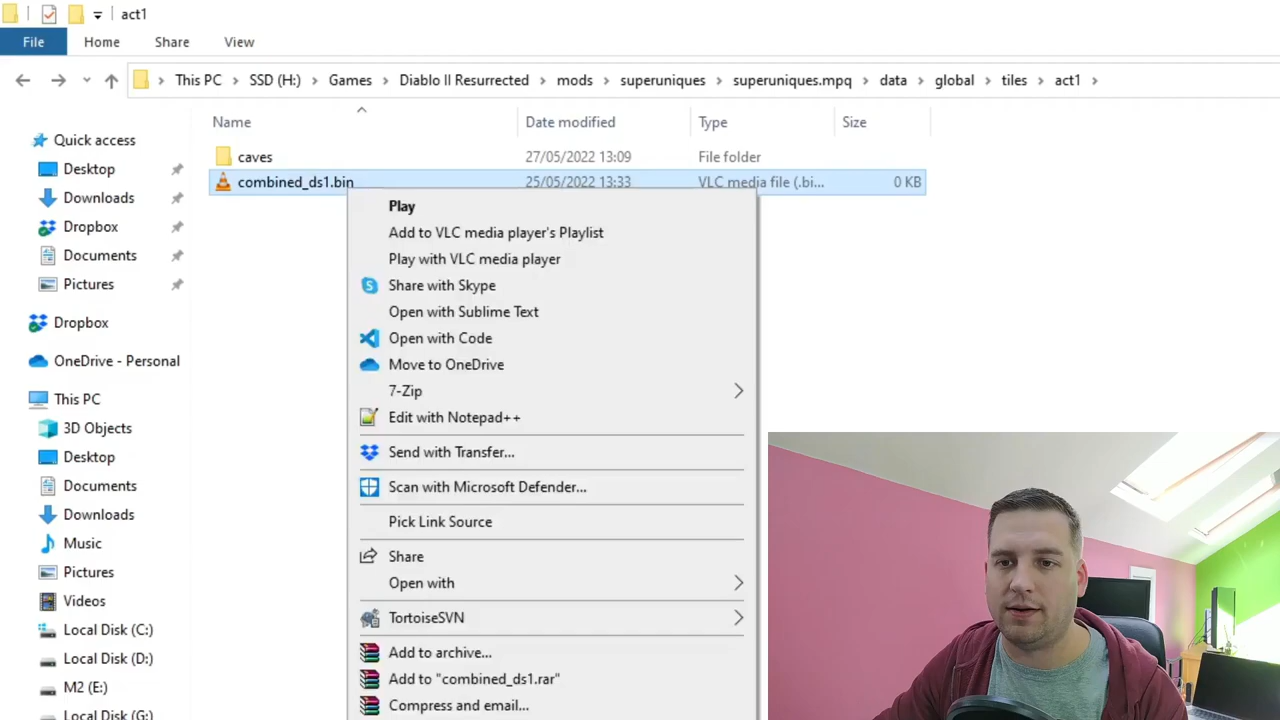 act1
File Home Share View
This PC SSD (H:) Games Diablo II Resurrected mods superuniques superuniques.mpq data global tiles act1
Name Date modified Type Size
Quick access
Desktop
Downloads
Dropbox
Documents
Pictures
Dropbox
OneDrive - Personal
This PC
3D Objects
Desktop
Documents
Downloads
Music
Pictures
Videos
Local Disk (C:)
Local Disk (D:)
M2 (E:)
Local Disk (G:)
caves 27/05/2022 13:09 File folder
combined_ds1.bin 25/05/2022 13:33 VLC media file (.bi... 0 KB
Play
Add to VLC media player's Playlist
Play with VLC media player
Share with Skype
Open with Sublime Text
Open with Code
Move to OneDrive
7-Zip
Edit with Notepad++
Send with Transfer...
Scan with Microsoft Defender...
Pick Link Source
Share
Open with
TortoiseSVN
Add to archive...
Add to "combined_ds1.rar"
Compress and email...